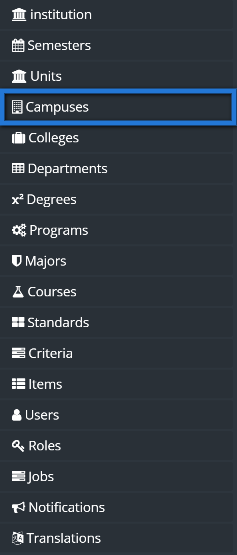 institution
Semesters
Units
Campuses
Colleges
Departments
x² Degrees
Programs
Majors
Courses
Standards
Criteria
Items
Users
Roles
Jobs
Notifications
Translations